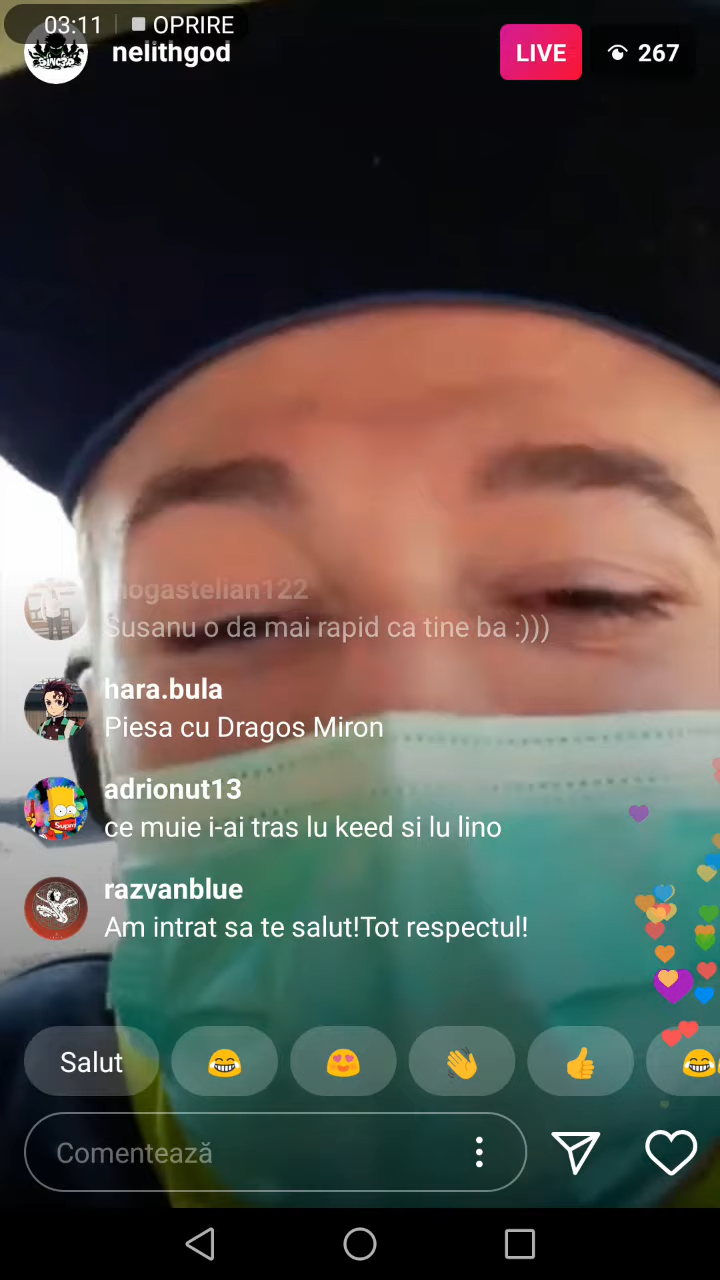 03:11 OPRIRE
nelithgod
LIVE
267
mogastelian122
Susanu o da mai rapid ca tine ba :)))
hara.bula
Piesa cu Dragos Miron
adrionut13
ce muie i-ai tras lu keed si lu lino
razvanblue
Am intrat sa te salut!Tot respectul!
Salut
Comentează